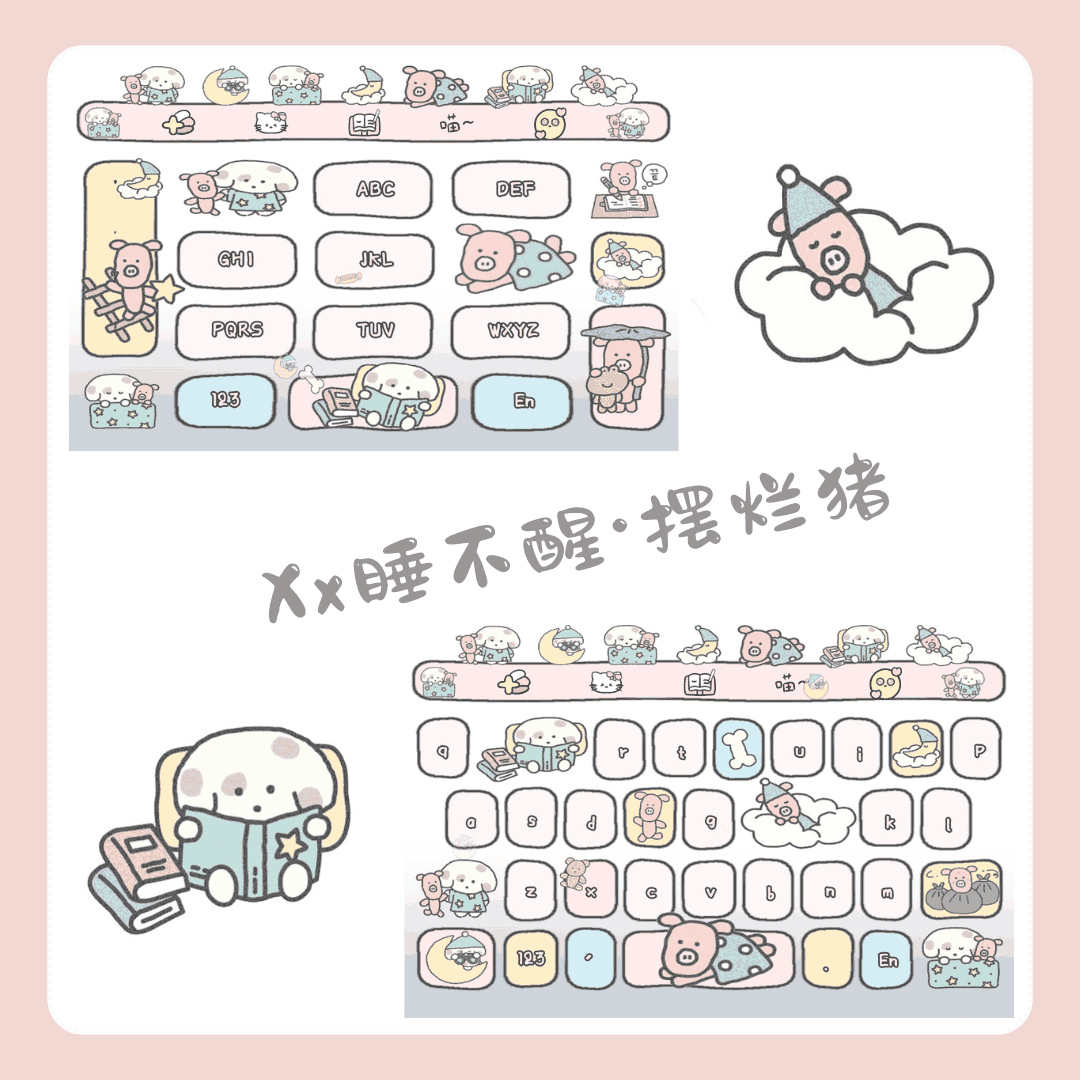 喵~
ABC DEF
GHI JKL
PQRS TUV WXYZ
123 En
Xx睡不醒·摆烂猪
喵~
q r t u i P
a s d g k l
z x c v b n m
123 。 . En